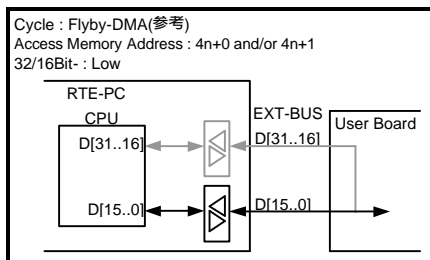 Cycle : Flyby-DMA(参考)
Access Memory Address : 4n+0 and/or 4n+1
32/16Bit- : Low
RTE-PC
CPU
EXT-BUS
User Board
D[31..16]
D[31..16]
D[15..0]
D[15..0]